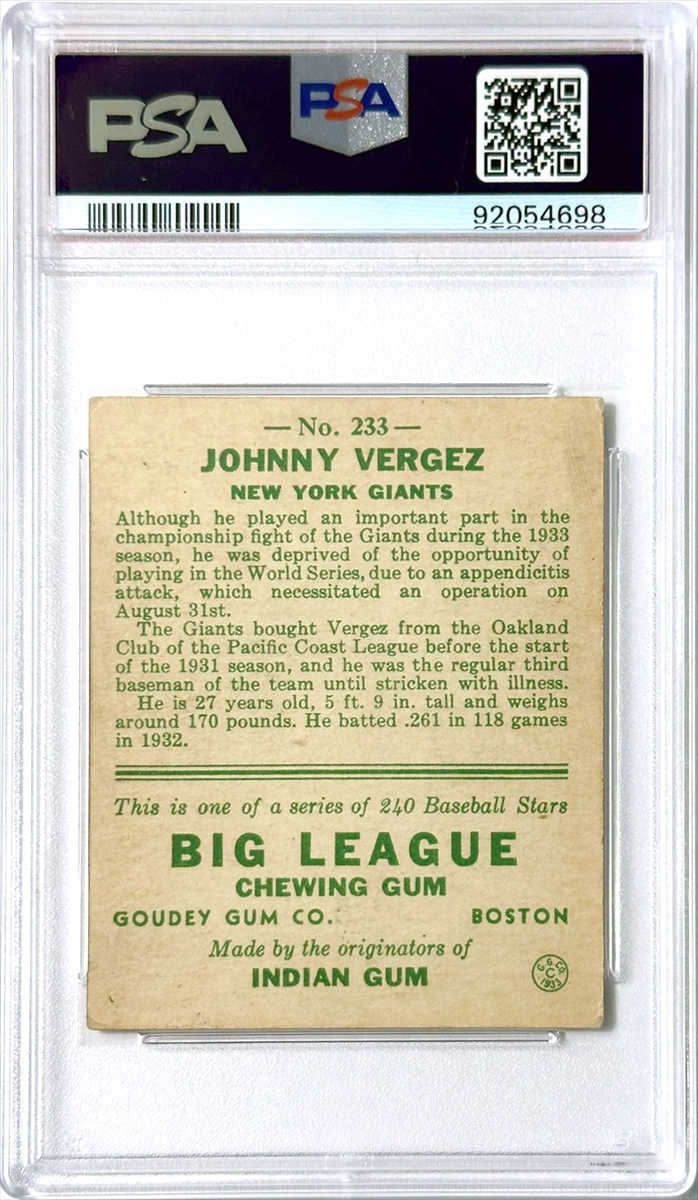 PSA
PSA
92054698
— No. 233 —
JOHNNY VERGEZ
NEW YORK GIANTS
Although he played an important part in the
championship fight of the Giants during the 1933
season, he was deprived of the opportunity of
playing in the World Series, due to an appendicitis
attack, which necessitated an operation on
August 31st.
The Giants bought Vergez from the Oakland
Club of the Pacific Coast League before the start
of the 1931 season, and he was the regular third
baseman of the team until stricken with illness.
He is 27 years old, 5 ft. 9 in. tall and weighs
around 170 pounds. He batted .261 in 118 games
in 1932.
This is one of a series of 240 Baseball Stars
BIG LEAGUE
CHEWING GUM
GOUDEY GUM CO. BOSTON
Made by the originators of
INDIAN GUM
G. G. CO.
C
1933